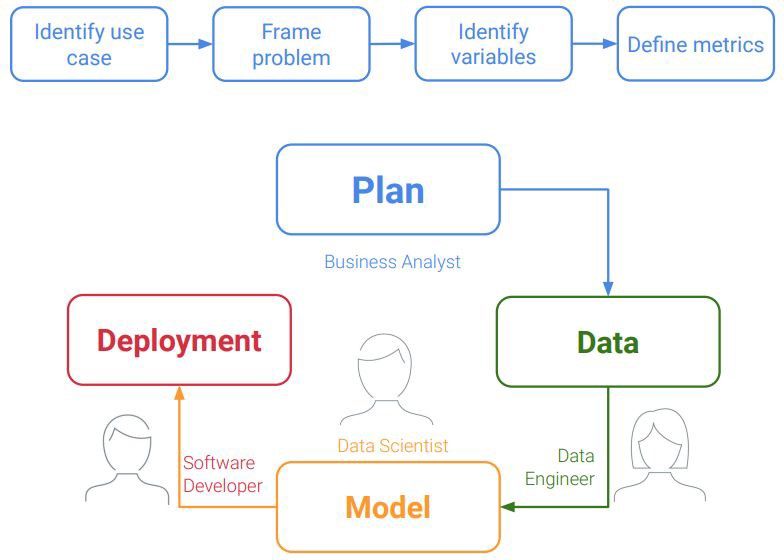 Identify use
case
Frame
problem
Identify
variables
Define metrics
Plan
Business Analyst
Deployment
Data
Data Scientist
Software
Developer
Data
Engineer
Model